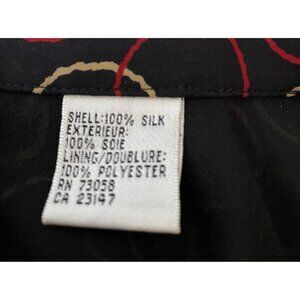 SHELL:100% SILK
EXTERIEUR:
100% SOIE
LINING/DOUBLURE:
100% POLYESTER
RN 73058
CA 23147